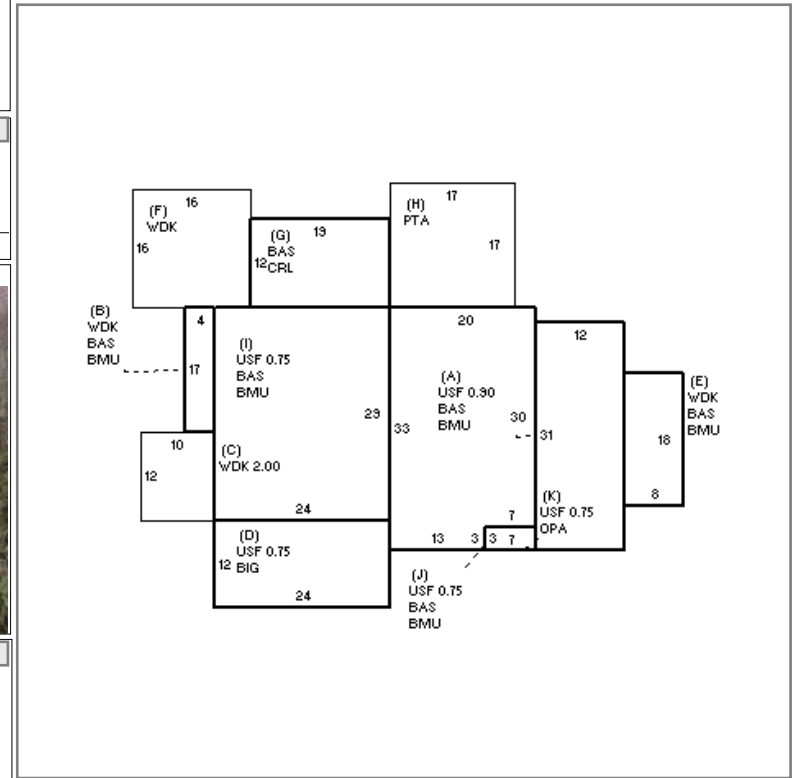 16
(F)
WDK
16
17
(H)
PTA
17
(G)
19
BAS
12 CRL
(B)
WDK
BAS
BMU
4
17
(I)
USF 0.75
BAS
BMU
29
20
(A)
USF 0.90
BAS
BMU
30
33
12
31
(E)
WDK
BAS
BMU
18
8
10
12
(C)
WDK 2.00
24
(D)
USF 0.75
12 BIG
24
7
13
3
3
7
(K)
USF 0.75
OPA
(J)
USF 0.75
BAS
BMU